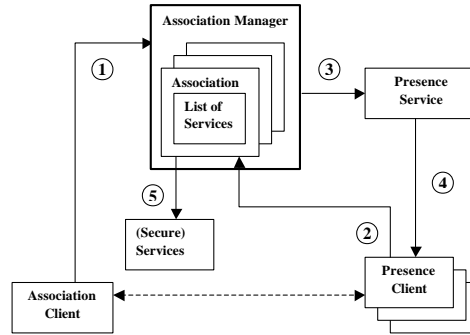 Association Manager
1
Association
List of
Services
3
Presence
Service
4
5
2
(Secure)
Services
Presence
Client
Association
Client